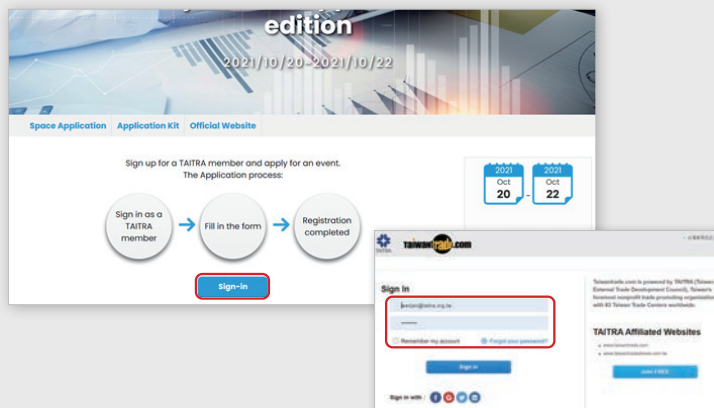 edition
2021/10/20-2021/10/22
Space Application
Application Kit
Official Website
Sign up for a TAITRA member and apply for an event.
The Application process:
Sign in as a
TAITRA
member
Fill in the form
Registration
completed
Sign-in
2021
Oct
20
-
2021
Oct
22
TAITRA
taiwantrade.com
Sign in
Remember my account
Forgot your password?
Sign in
Sign in with :
Taiwantrade.com is powered by TAITRA (Taiwan
External Trade Development Council), Taiwan's
foremost nonprofit trade promoting organization
with 63 Taiwan Trade Centers worldwide.
TAITRA Affiliated Websites
www.taiwantrade.com
Join FREE